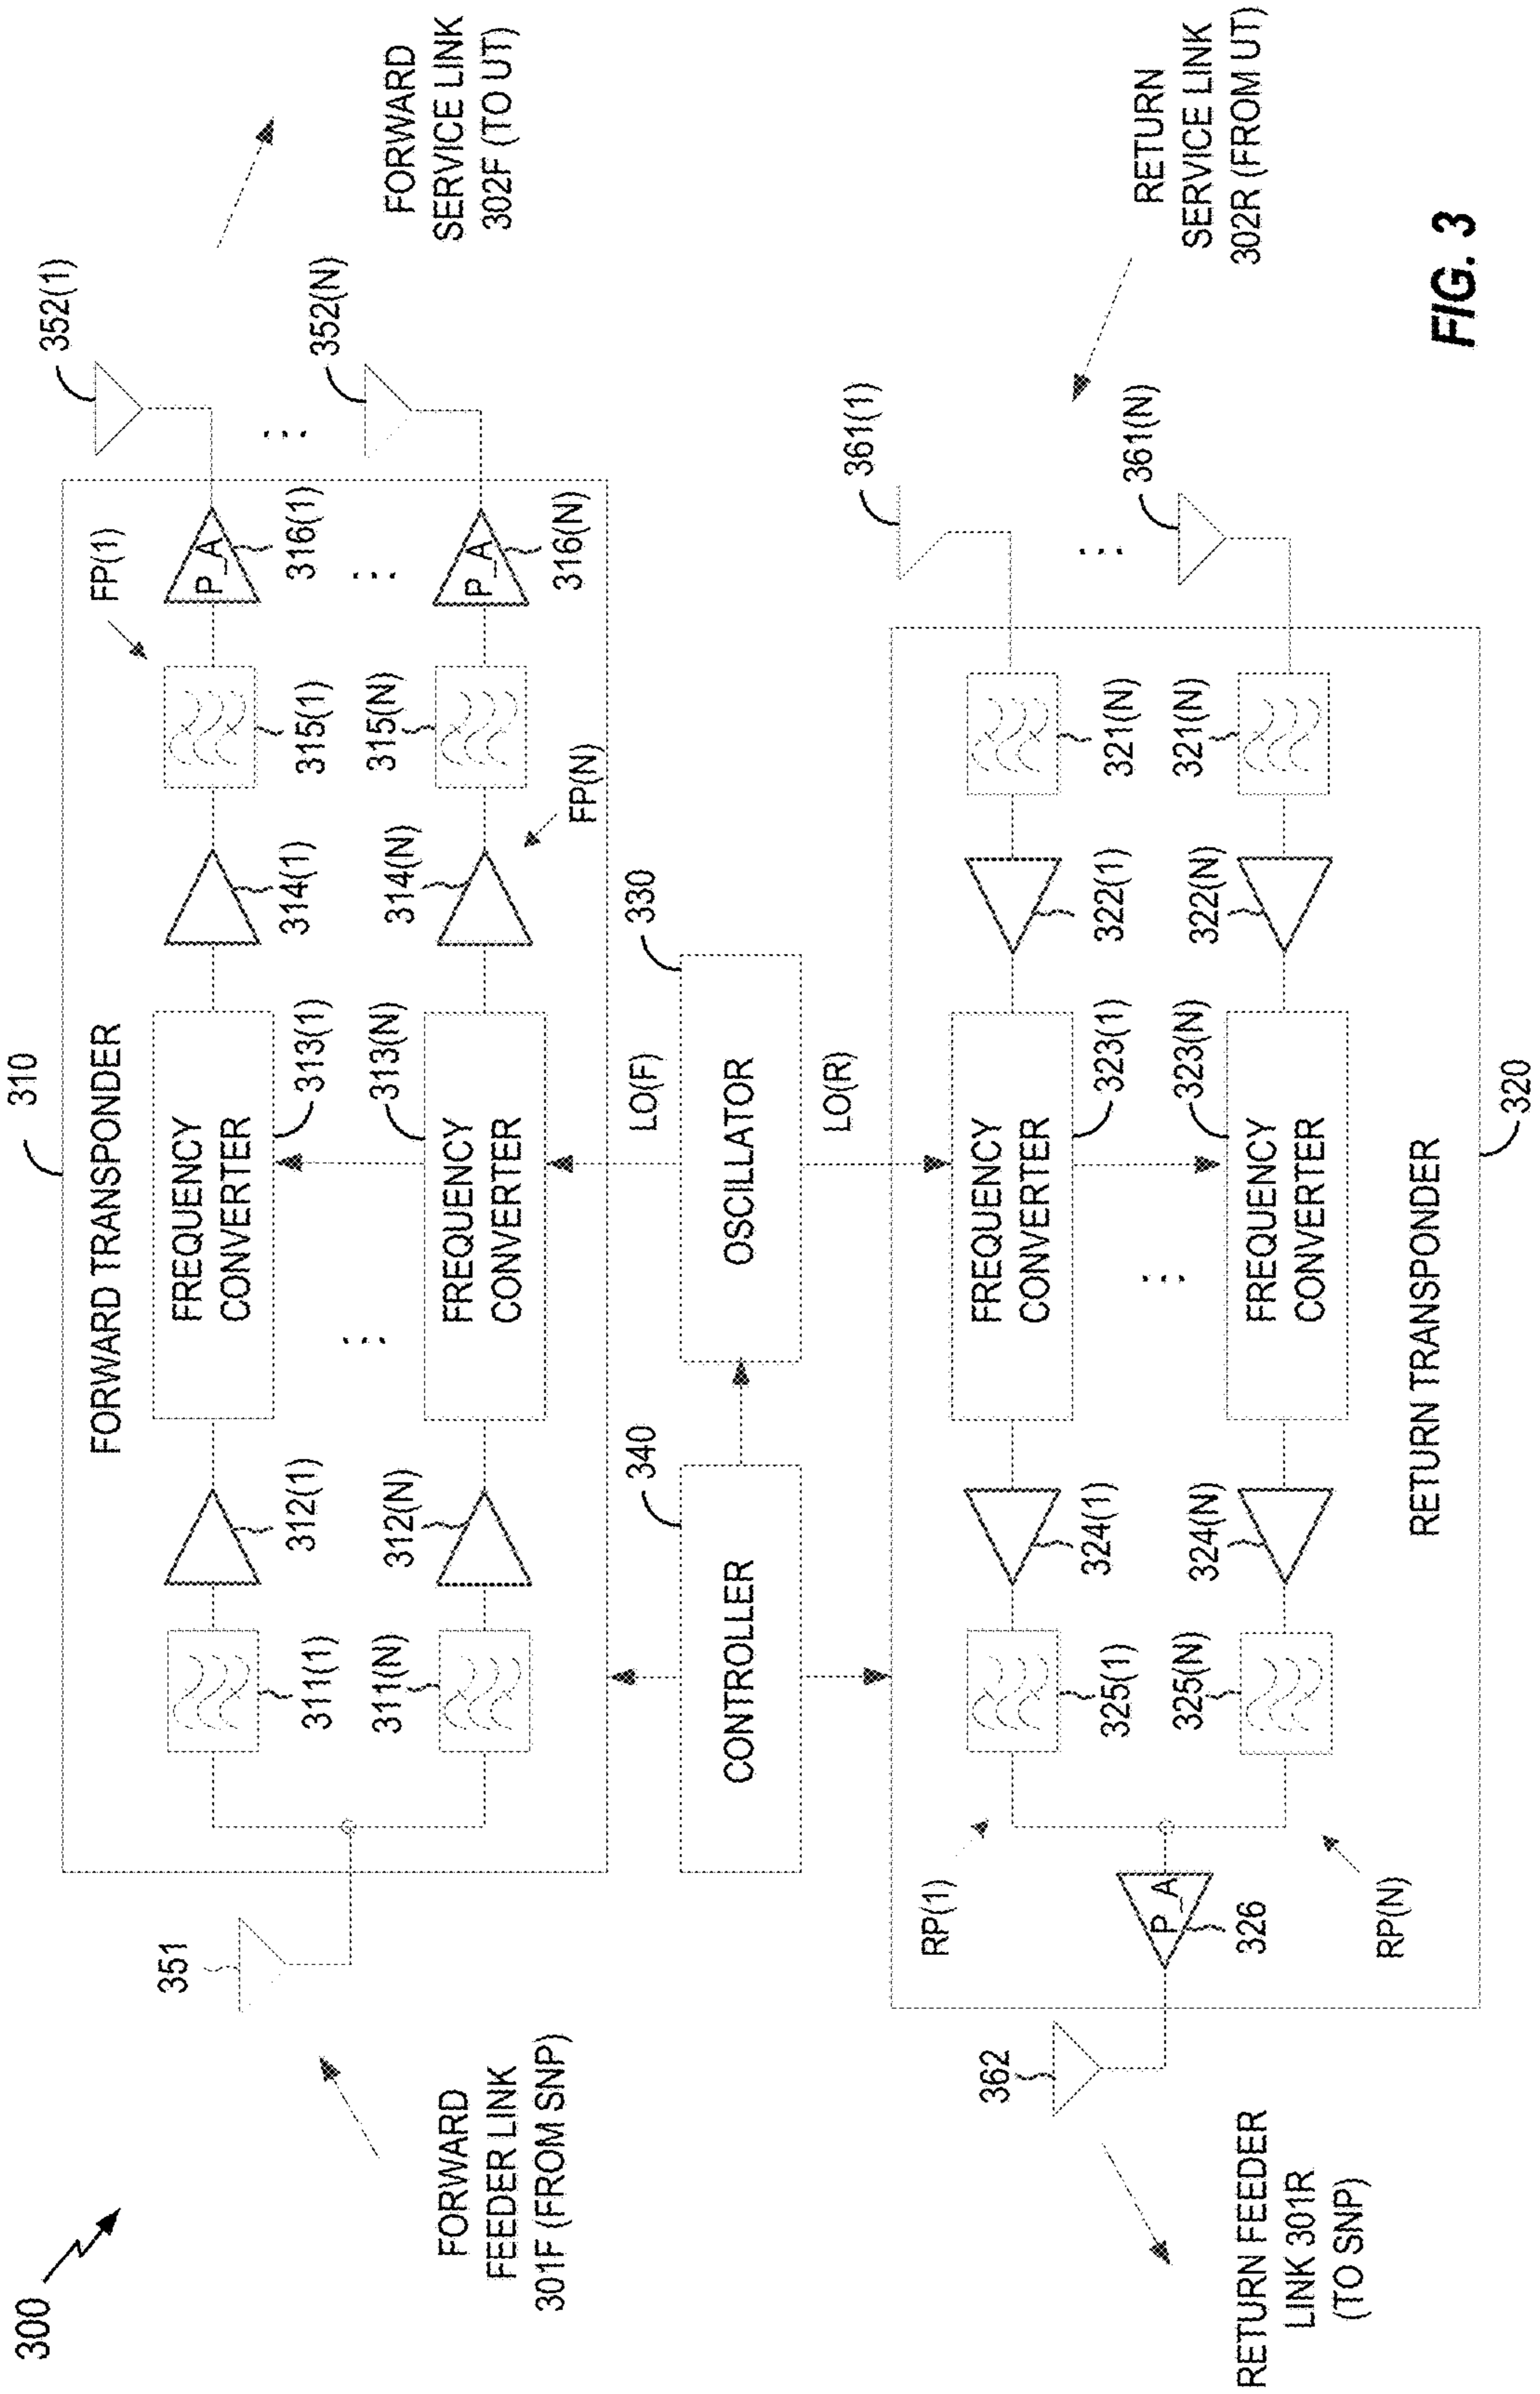 300
310
FORWARD TRANSPONDER
351
FORWARD
FEEDER LINK
301F (FROM SNP)
311(1)
312(1)
FREQUENCY
CONVERTER
313(1)
314(1)
315(1)
FP(1)
P_A
316(1)
352(1)
311(N)
312(N)
FREQUENCY
CONVERTER
313(N)
314(N)
315(N)
FP(N)
P_A
316(N)
352(N)
FORWARD
SERVICE LINK
302F (TO UT)
LO(F)
340
CONTROLLER
330
OSCILLATOR
LO(R)
362
RETURN FEEDER
LINK 301R
(TO SNP)
P_A
326
RP(1)
RP(N)
325(1)
324(1)
FREQUENCY
CONVERTER
323(1)
322(1)
321(N)
361(1)
325(N)
324(N)
FREQUENCY
CONVERTER
323(N)
322(N)
321(N)
361(N)
RETURN
SERVICE LINK
302R (FROM UT)
RETURN TRANSPONDER
320
FIG. 3